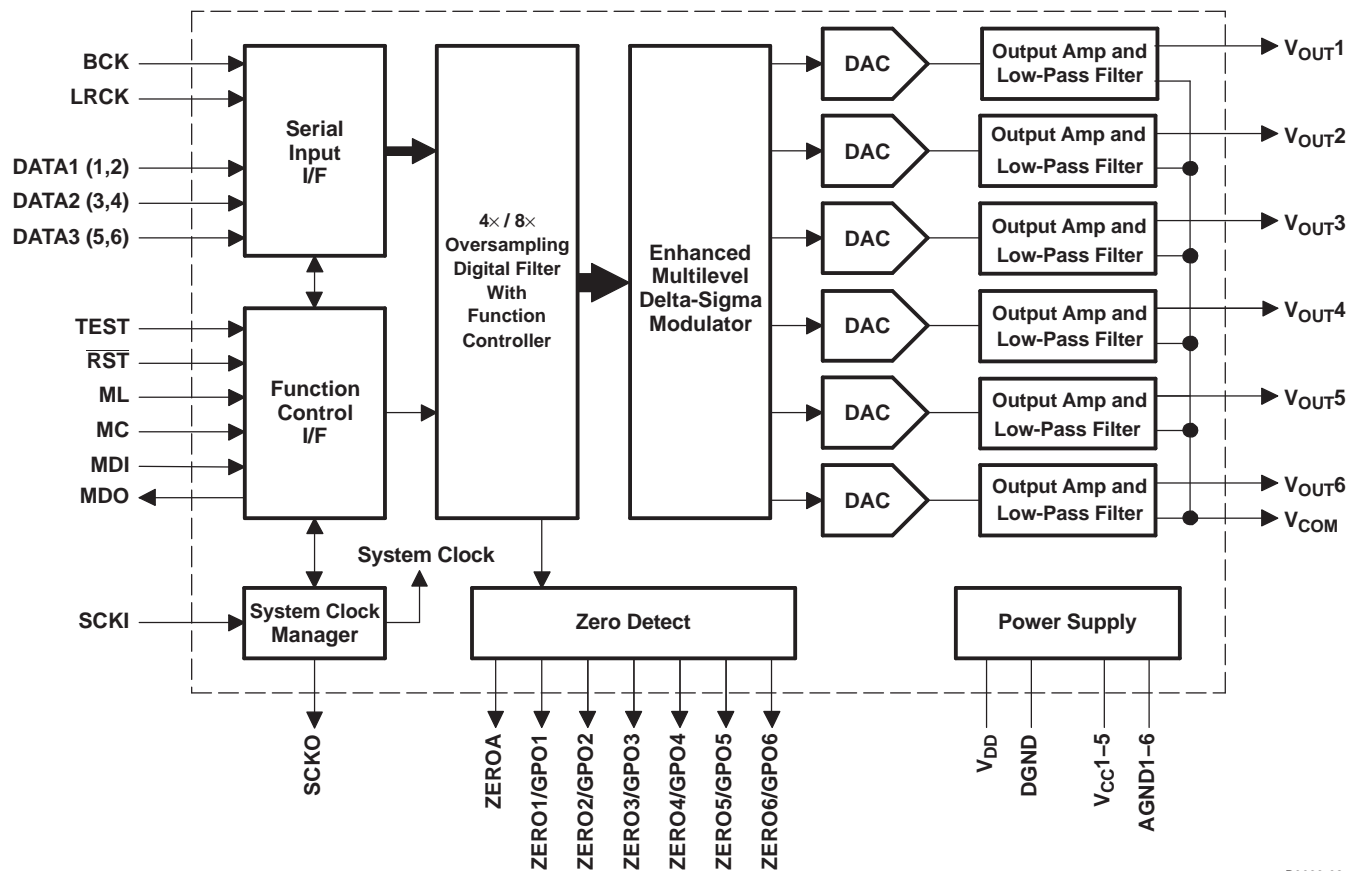 BCK
LRCK
DATA1 (1,2)
DATA2 (3,4)
DATA3 (5,6)
Serial
Input
I/F
TEST
RST
ML
MC
MDI
MDO
Function
Control
I/F
SCKI
System Clock
Manager
System Clock
SCKO
4× / 8×
Oversampling
Digital Filter
With
Function
Controller
Enhanced
Multilevel
Delta-Sigma
Modulator
DAC
Output Amp and
Low-Pass Filter
VOUT1
DAC
Output Amp and
Low-Pass Filter
VOUT2
DAC
Output Amp and
Low-Pass Filter
VOUT3
DAC
Output Amp and
Low-Pass Filter
VOUT4
DAC
Output Amp and
Low-Pass Filter
VOUT5
DAC
Output Amp and
Low-Pass Filter
VOUT6
VCOM
Zero Detect
ZEROA
ZERO1/GPO1
ZERO2/GPO2
ZERO3/GPO3
ZERO4/GPO4
ZERO5/GPO5
ZERO6/GPO6
Power Supply
VDD
DGND
VCC1–5
AGND1–6